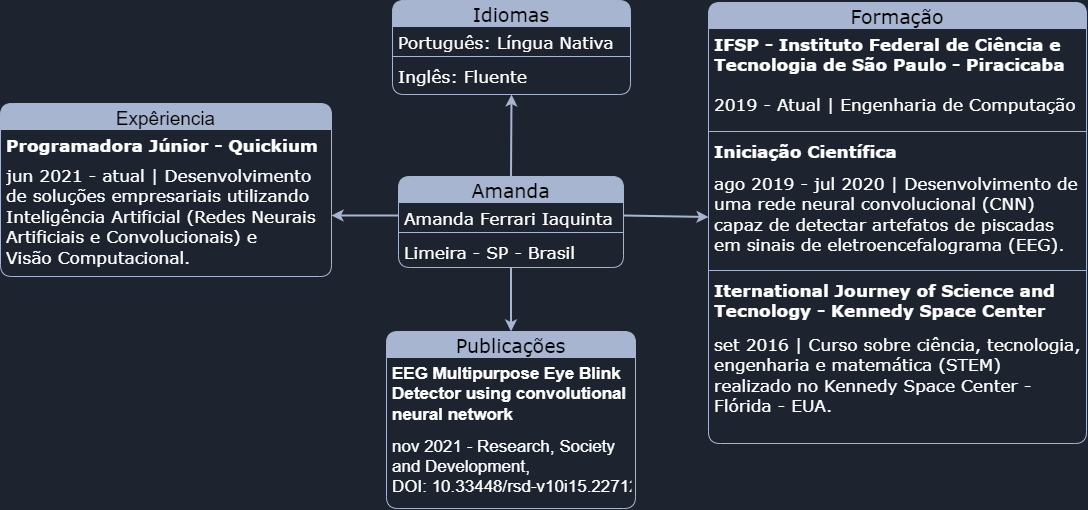 Idiomas
Português: Língua Nativa
Inglês: Fluente
Formação
IFSP - Instituto Federal de Ciência e
Tecnologia de São Paulo - Piracicaba
2019 - Atual | Engenharia de Computação
Iniciação Científica
ago 2019 - jul 2020 | Desenvolvimento de
uma rede neural convolucional (CNN)
capaz de detectar artefatos de piscadas
em sinais de eletroencefalograma (EEG).
Iternational Journey of Science and
Tecnology - Kennedy Space Center
set 2016 | Curso sobre ciência, tecnologia,
engenharia e matemática (STEM)
realizado no Kennedy Space Center -
Flórida - EUA.
Expêriencia
Programadora Júnior - Quickium
jun 2021 - atual | Desenvolvimento
de soluções empresariais utilizando
Inteligência Artificial (Redes Neurais
Artificiais e Convolucionais) e
Visão Computacional.
Amanda
Amanda Ferrari Iaquinta
Limeira - SP - Brasil
Publicações
EEG Multipurpose Eye Blink
Detector using convolutional
neural network
nov 2021 - Research, Society
and Development,
DOI: 10.33448/rsd-v10i15.22712